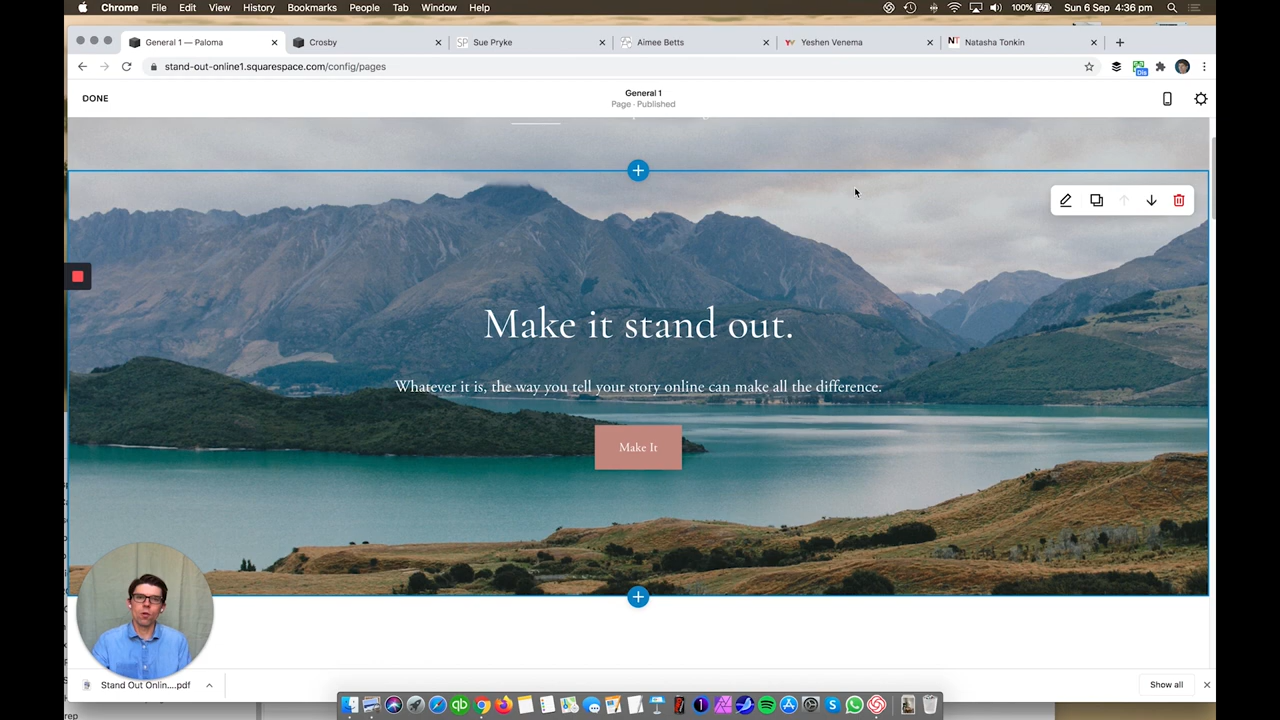 Chrome File Edit View History Bookmarks People Tab Window Help 100% Sun 6 Sep 4:36 pm
General 1 — Paloma Crosby Sue Pryke Aimee Betts Yeshen Venema Natasha Tonkin
stand-out-online1.squarespace.com/config/pages
DONE
General 1
Page · Published
Make it stand out.
Whatever it is, the way you tell your story online can make all the difference.
Make It
Stand Out Onlin....pdf
Show all